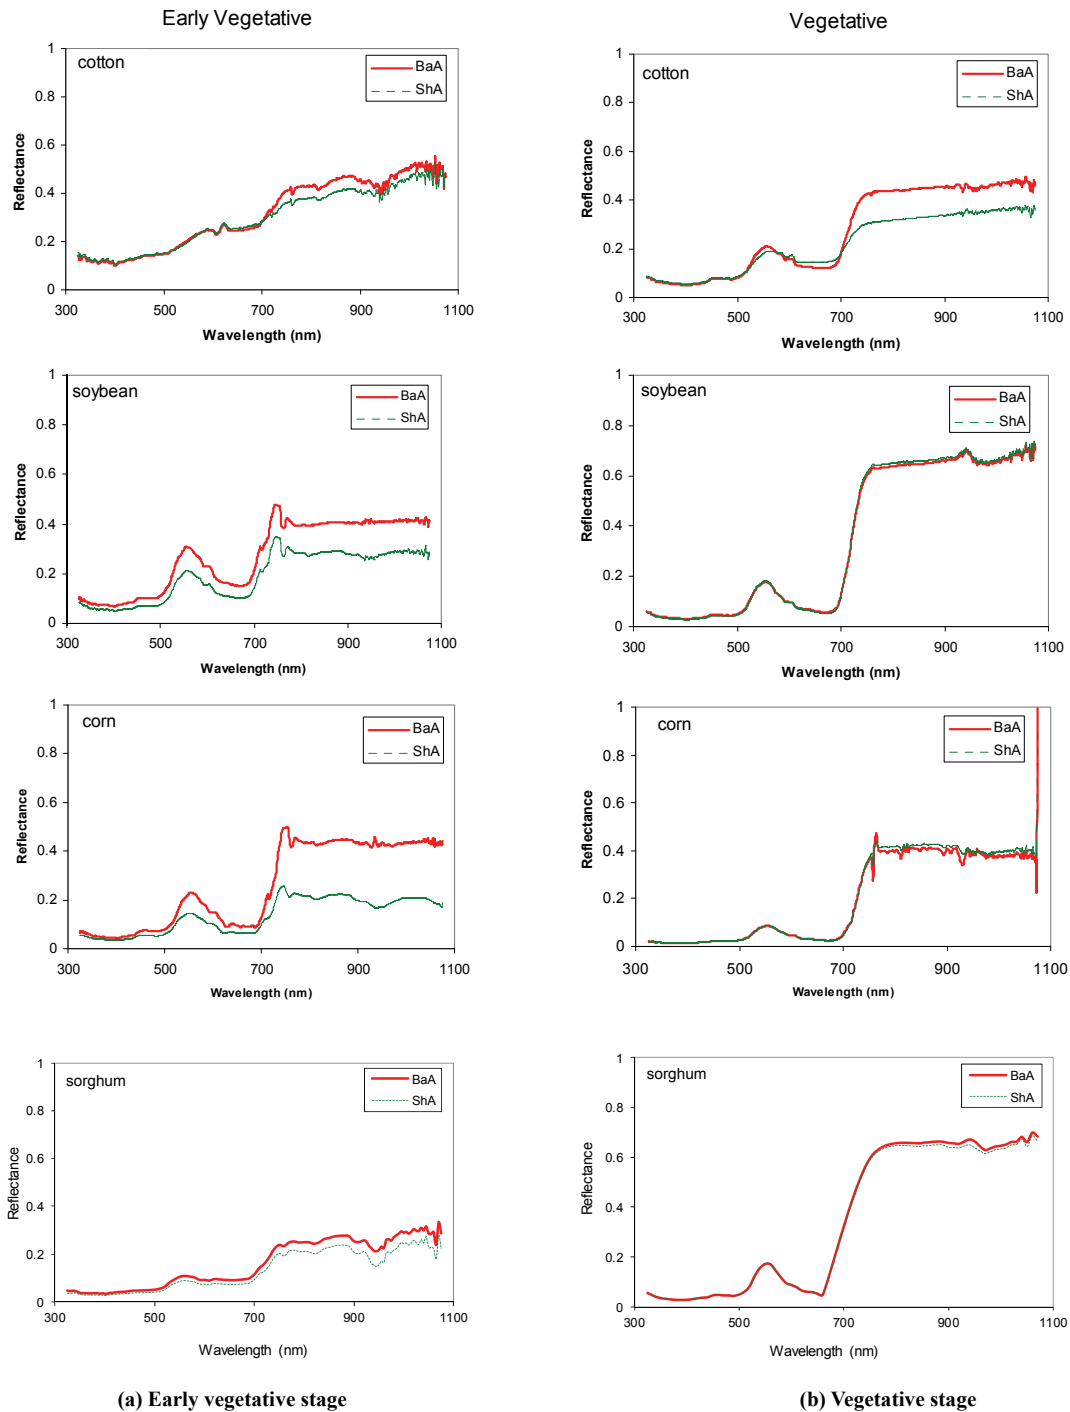 Early Vegetative
Vegetative
cotton
BaA
ShA
1
0.8
0.6
0.4
0.2
0
Reflectance
300 500 700 900 1100
Wavelength (nm)
cotton
BaA
ShA
1
0.8
0.6
0.4
0.2
0
Reflectance
300 500 700 900 1100
Wavelength (nm)
soybean
BaA
ShA
1
0.8
0.6
0.4
0.2
0
Reflectance
300 500 700 900 1100
Wavelength (nm)
soybean
BaA
ShA
1
0.8
0.6
0.4
0.2
0
Reflectance
300 500 700 900 1100
Wavelength (nm)
corn
BaA
ShA
1
0.8
0.6
0.4
0.2
0
Reflectance
300 500 700 900 1100
Wavelength (nm)
corn
BaA
ShA
1
0.8
0.6
0.4
0.2
0
Reflectance
300 500 700 900 1100
Wavelength (nm)
sorghum
BaA
ShA
1
0.8
0.6
0.4
0.2
0
Reflectance
300 500 700 900 1100
Wavelength (nm)
sorghum
BaA
ShA
1
0.8
0.6
0.4
0.2
0
Reflectance
300 500 700 900 1100
Wavelength (nm)
(a) Early vegetative stage
(b) Vegetative stage